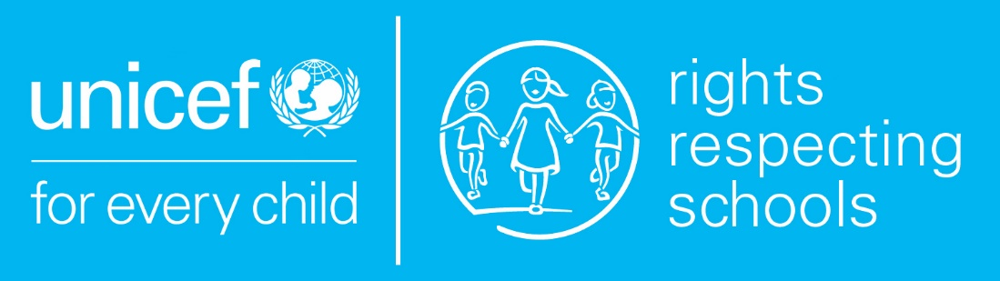 unicef
for every child
rights
respecting
schools